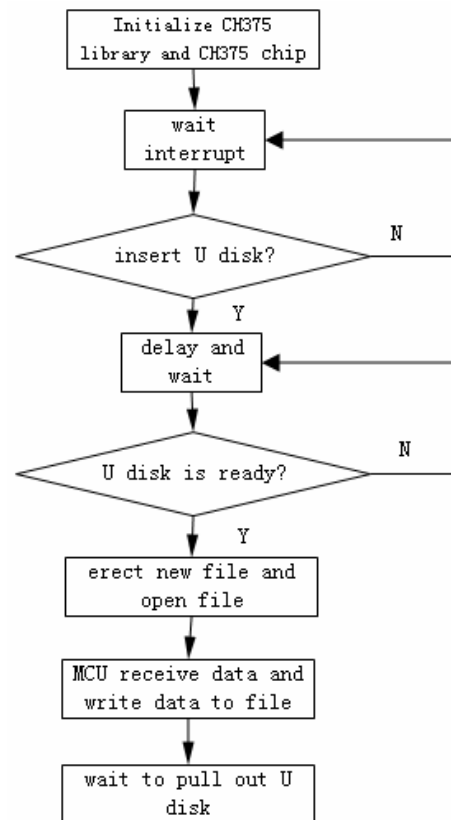 Initialize CH375
library and CH375 chip
wait
interrupt
N
insert U disk?
Y
delay and
wait
N
U disk is ready?
Y
erect new file and
open file
MCU receive data and
write data to file
wait to pull out U
disk